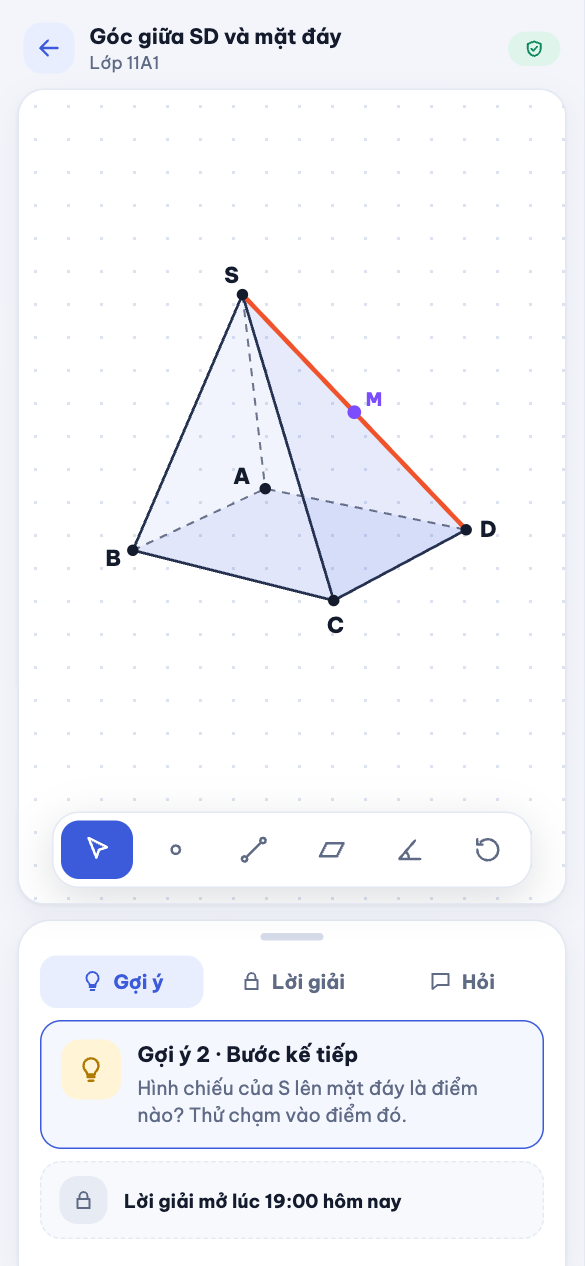 Góc giữa SD và mặt đáy
Lớp 11A1
S
M
A
D
B
C
Gợi ý
Lời giải
Hỏi
Gợi ý 2 · Bước kế tiếp
Hình chiếu của S lên mặt đáy là điểm
nào? Thử chạm vào điểm đó.
Lời giải mở lúc 19:00 hôm nay